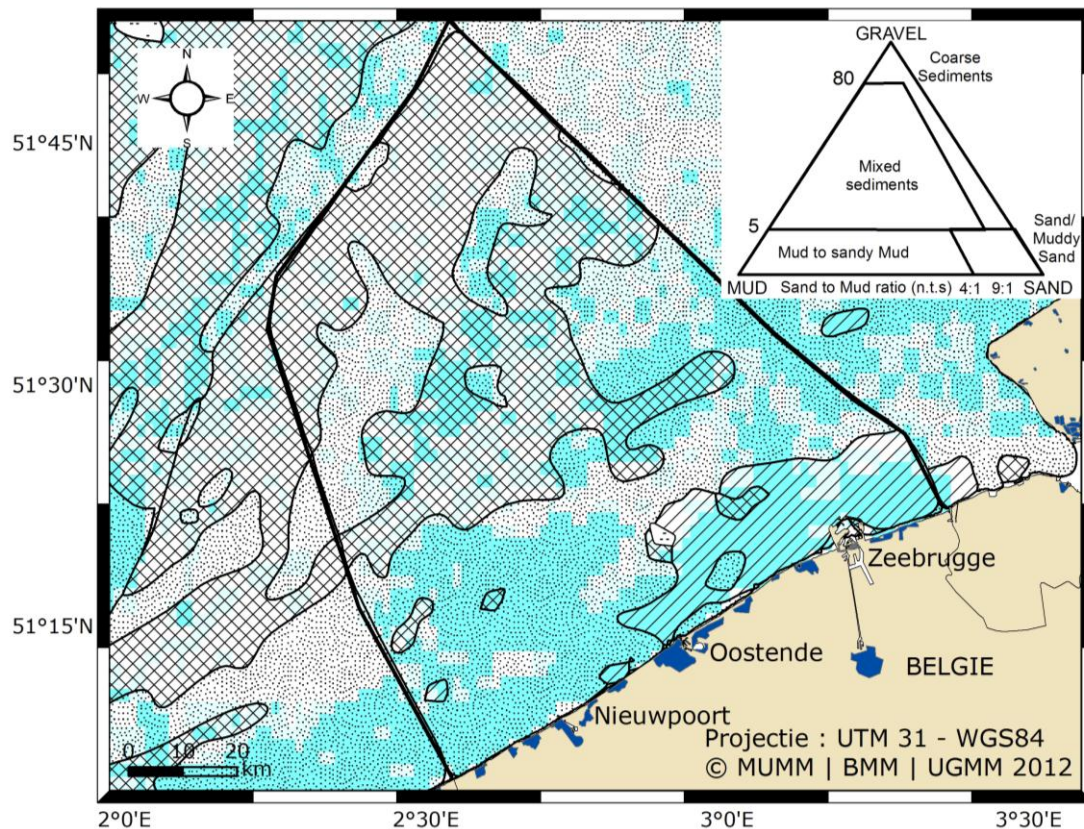 N
W
E
S
GRAVEL
Coarse
Sediments
80
Mixed
sediments
5
Sand/
Muddy
Sand
Mud to sandy Mud
MUD Sand to Mud ratio (n.t.s) 4:1 9:1 SAND
51°45'N
51°30'N
51°15'N
Zeebrugge
Oostende
BELGIE
Nieuwpoort
Projectie : UTM 31 - WGS84
© MUMM | BMM | UGMM 2012
0 10 20
km
2°0'E 2°30'E 3°0'E 3°30'E